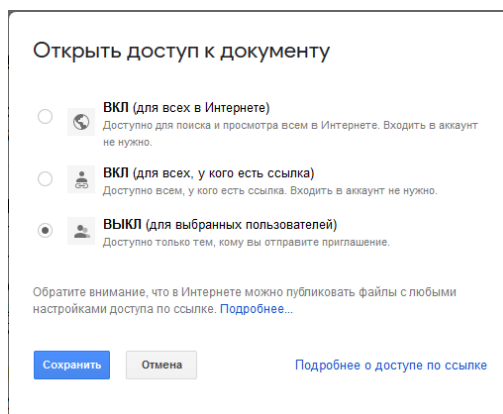 Открыть доступ к документу
ВКЛ (для всех в Интернете)
Доступно для поиска и просмотра всем в Интернете. Входить в аккаунт
не нужно.
ВКЛ (для всех, у кого есть ссылка)
Доступно всем, у кого есть ссылка. Входить в аккаунт не нужно.
ВЫКЛ (для выбранных пользователей)
Доступно только тем, кому вы отправите приглашение.
Обратите внимание, что в Интернете можно публиковать файлы с любыми
настройками доступа по ссылке. Подробнее...
Сохранить Отмена Подробнее о доступе по ссылке